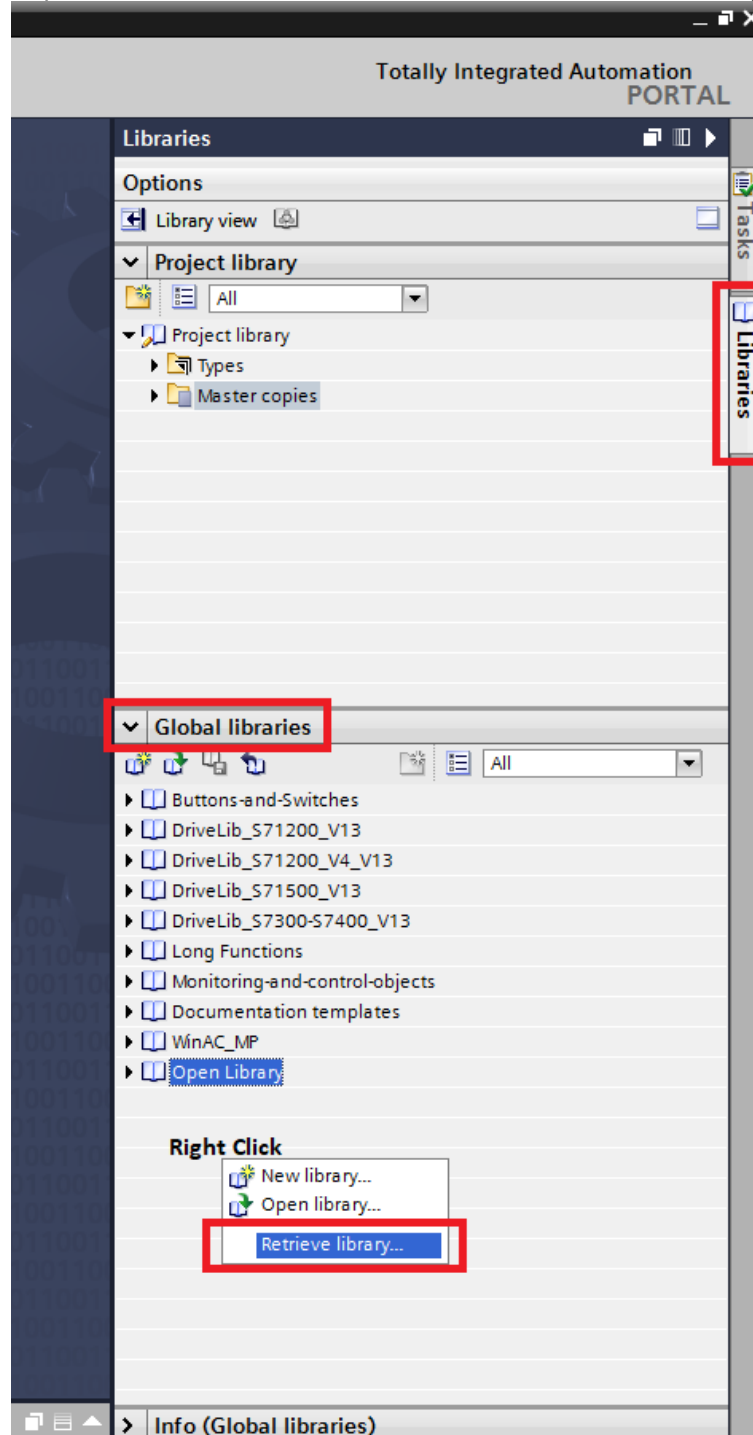 Totally Integrated Automation
PORTAL
Libraries
Options
Library view
Tasks
Project library
All
Libraries
Project library
Types
Master copies
Global libraries
All
Buttons-and-Switches
DriveLib_S71200_V13
DriveLib_S71200_V4_V13
DriveLib_S71500_V13
DriveLib_S7300-S7400_V13
Long Functions
Monitoring-and-control-objects
Documentation templates
WinAC_MP
Open Library
Right Click
New library...
Open library...
Retrieve library...
Info (Global libraries)